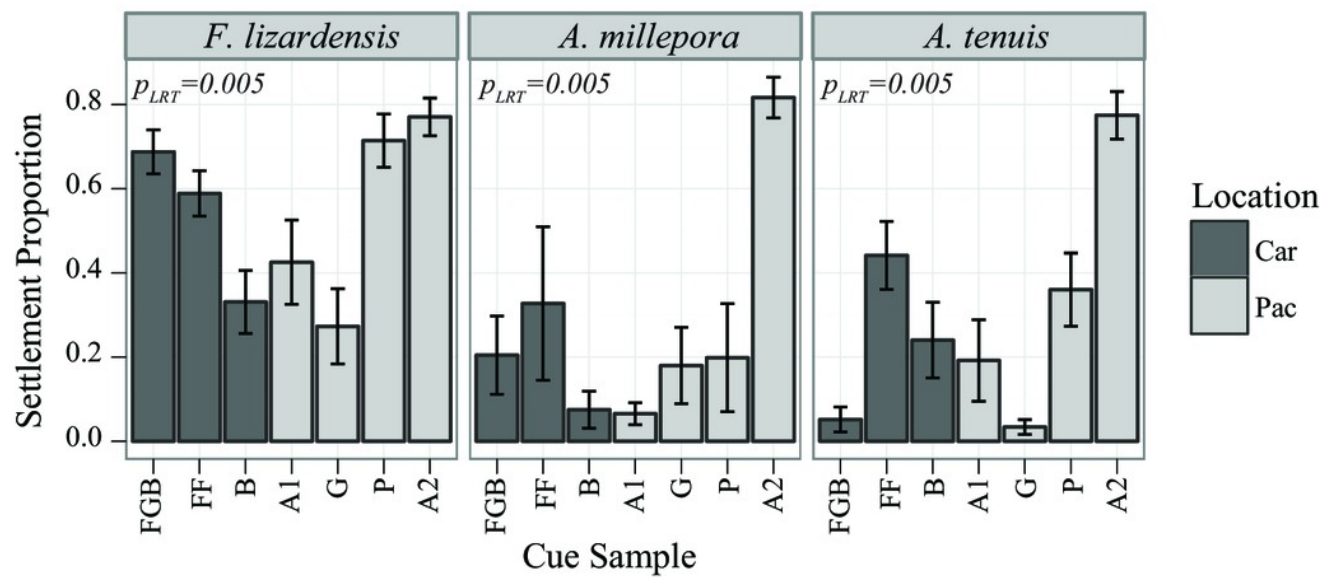 F. lizardensis
A. millepora
A. tenuis
pLRT=0.005
pLRT=0.005
pLRT=0.005
Settlement Proportion
0.8
0.6
0.4
0.2
0.0
FGB FF B A1 G P A2
FGB FF B A1 G P A2
FGB FF B A1 G P A2
Cue Sample
Location
Car
Pac